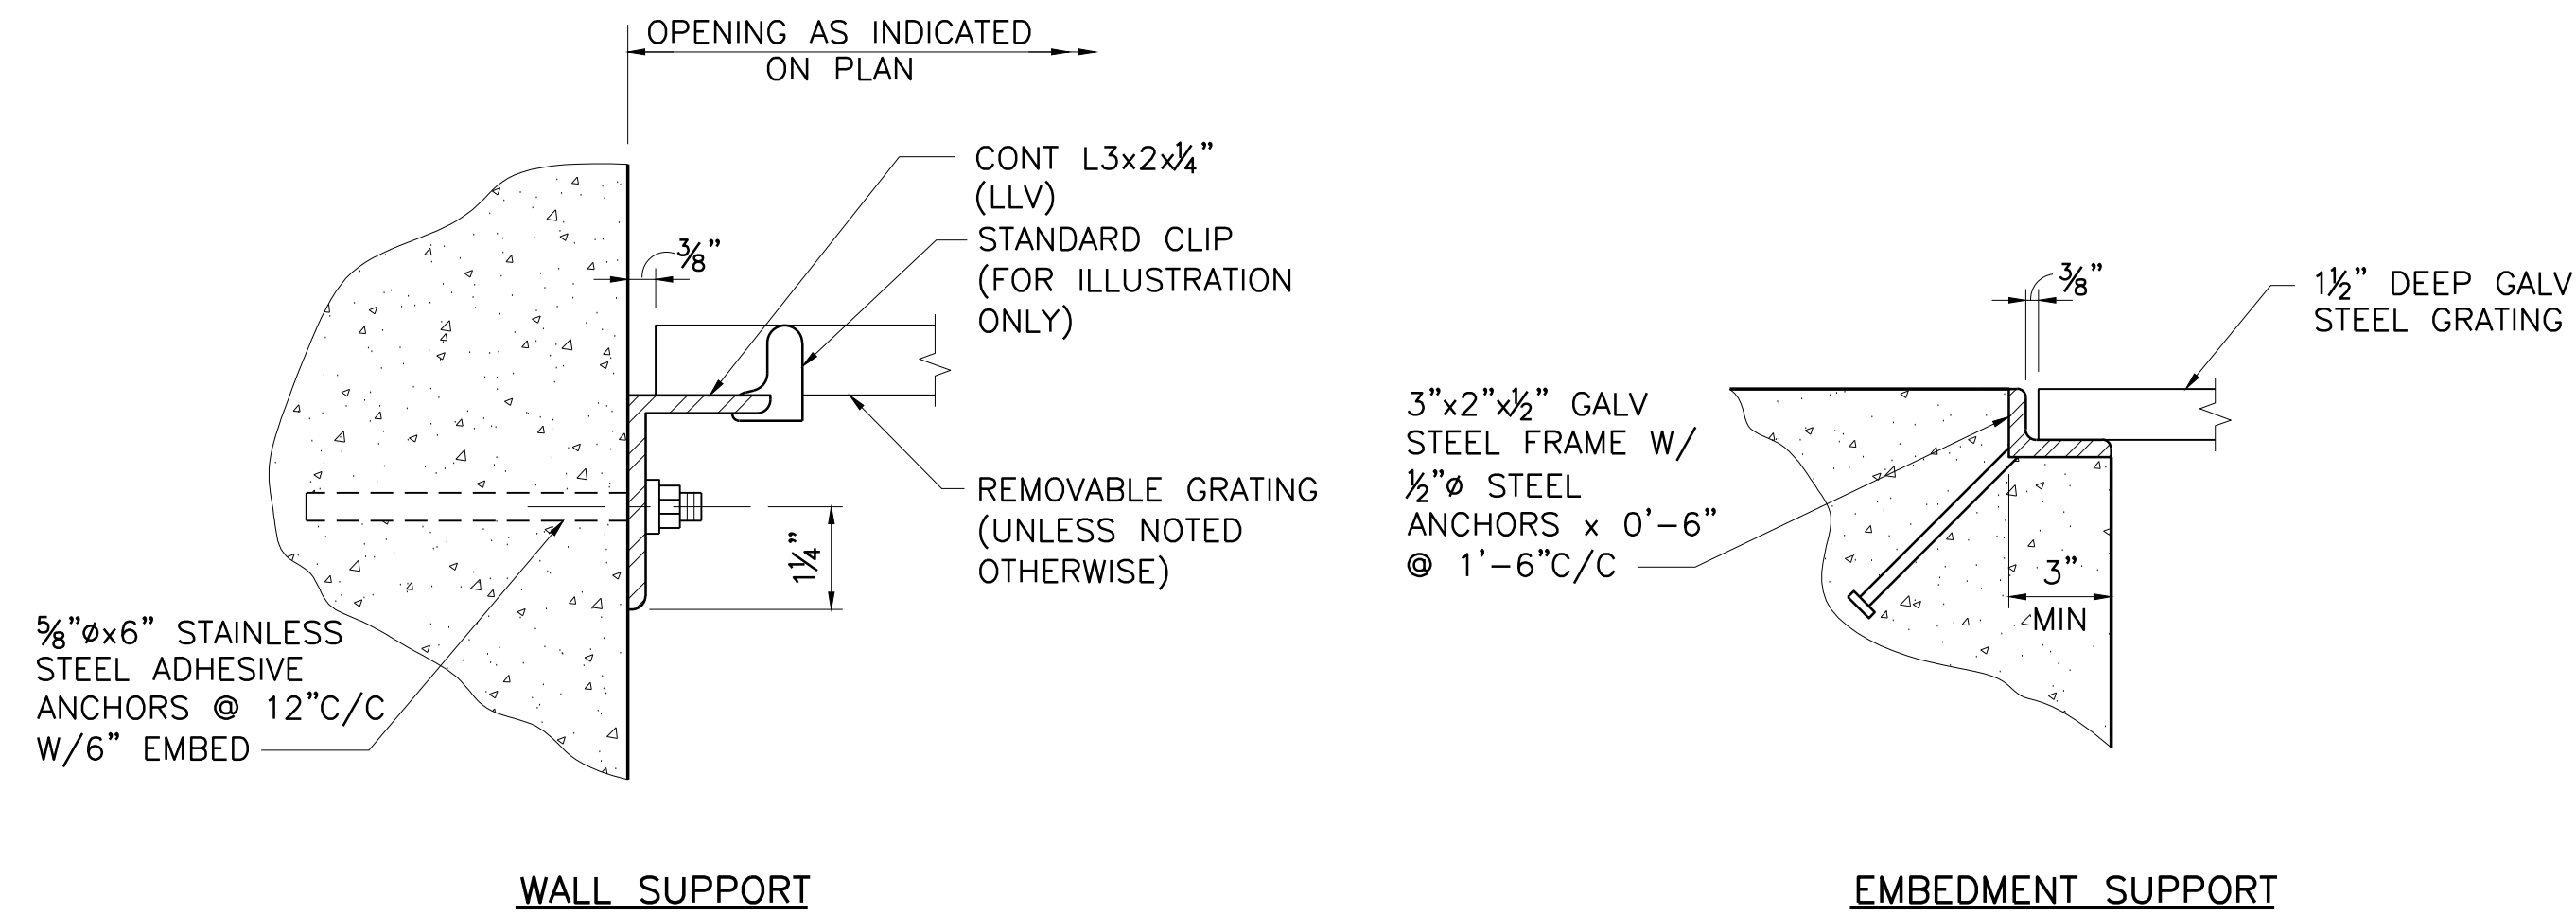 OPENING AS INDICATED
ON PLAN
CONT L3x2x¼"
(LLV)
STANDARD CLIP
(FOR ILLUSTRATION
ONLY)
⅜"
REMOVABLE GRATING
(UNLESS NOTED
OTHERWISE)
1¼"
⅝"øx6" STAINLESS
STEEL ADHESIVE
ANCHORS @ 12"C/C
W/6" EMBED
WALL SUPPORT
⅜"
1½" DEEP GALV
STEEL GRATING
3"x2"x½" GALV
STEEL FRAME W/
½"ø STEEL
ANCHORS x 0'-6"
@ 1'-6"C/C
3"
MIN
EMBEDMENT SUPPORT